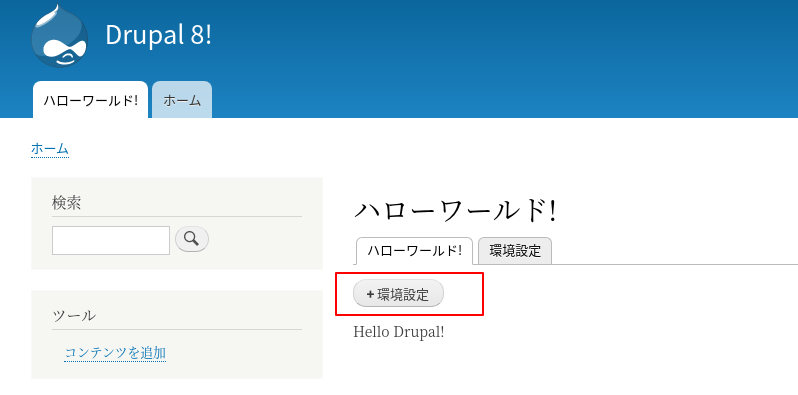 Drupal 8!
ハローワールド!
ホーム
ホーム
検索
ツール
コンテンツを追加
ハローワールド!
ハローワールド!
環境設定
+ 環境設定
Hello Drupal!